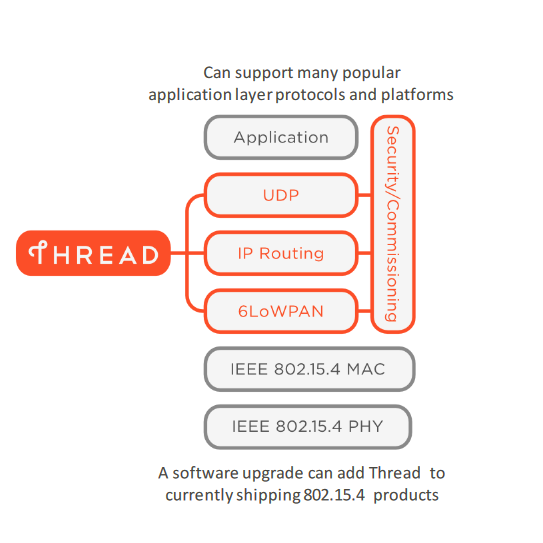 Can support many popular
application layer protocols and platforms
Application
Security/Commissioning
UDP
THREAD
IP Routing
6LoWPAN
IEEE 802.15.4 MAC
IEEE 802.15.4 PHY
A software upgrade can add Thread to
currently shipping 802.15.4 products